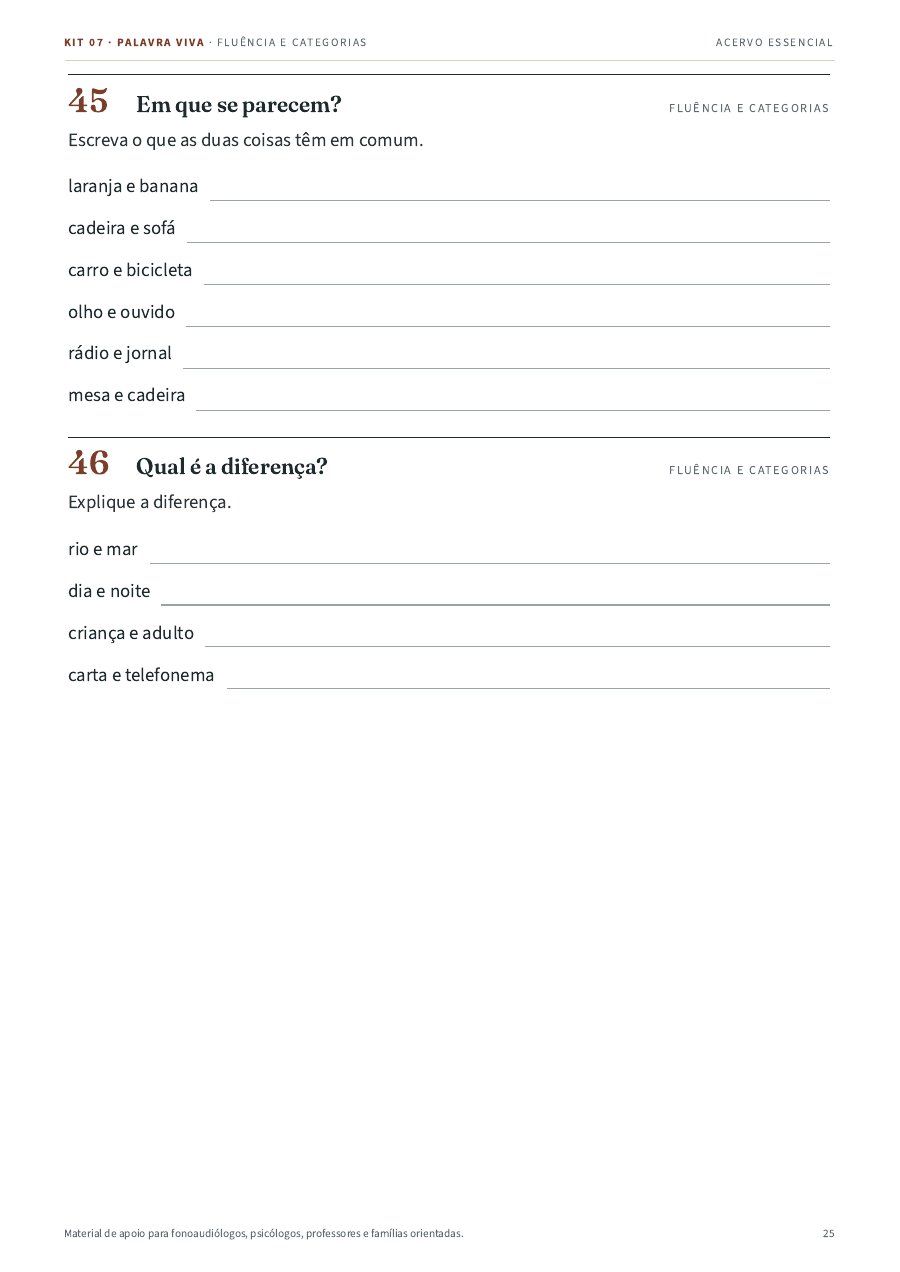 KIT 07 · PALAVRA VIVA · FLUÊNCIA E CATEGORIAS ACERVO ESSENCIAL
45 Em que se parecem? FLUÊNCIA E CATEGORIAS
Escreva o que as duas coisas têm em comum.
laranja e banana
cadeira e sofá
carro e bicicleta
olho e ouvido
rádio e jornal
mesa e cadeira
46 Qual é a diferença? FLUÊNCIA E CATEGORIAS
Explique a diferença.
rio e mar
dia e noite
criança e adulto
carta e telefonema
Material de apoio para fonoaudiólogos, psicólogos, professores e famílias orientadas. 25